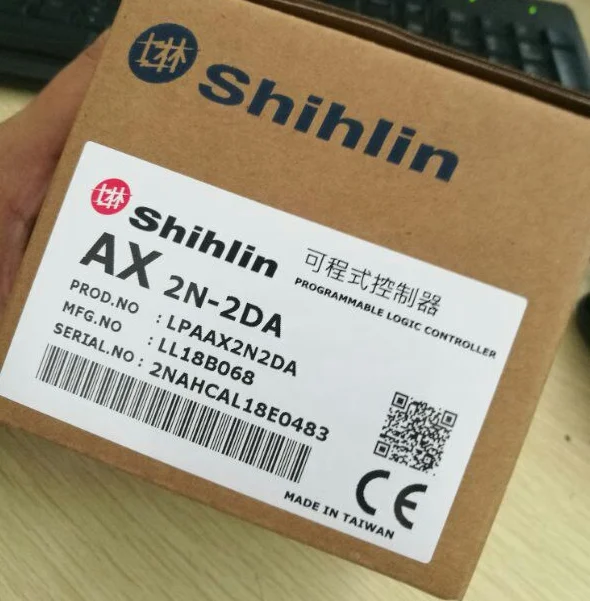 士林
Shihlin
士林
Shihlin
可程式控制器
PROGRAMMABLE LOGIC CONTROLLER
AX 2N-2DA
PROD.NO : LPAAX2N2DA
MFG.NO : LL18B068
SERIAL.NO : 2NAHCAL18E0483
CE
MADE IN TAIWAN